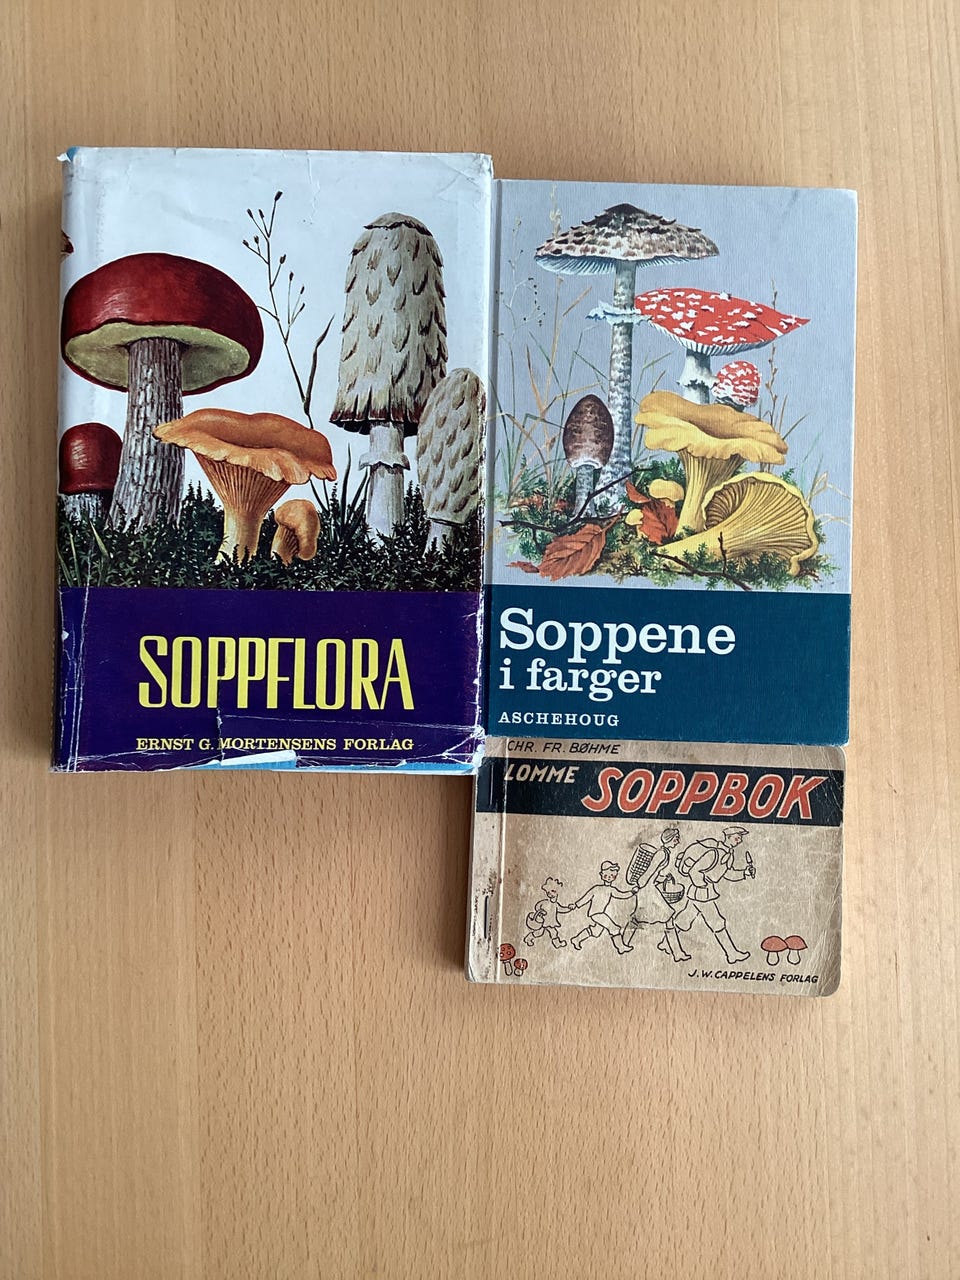 SOPPFLORA
ERNST G. MORTENSENS FORLAG
Soppene
i farger
ASCHEHOUG
CHR. FR. BØHME
LOMME SOPPBOK
J.W. CAPPELENS FORLAG